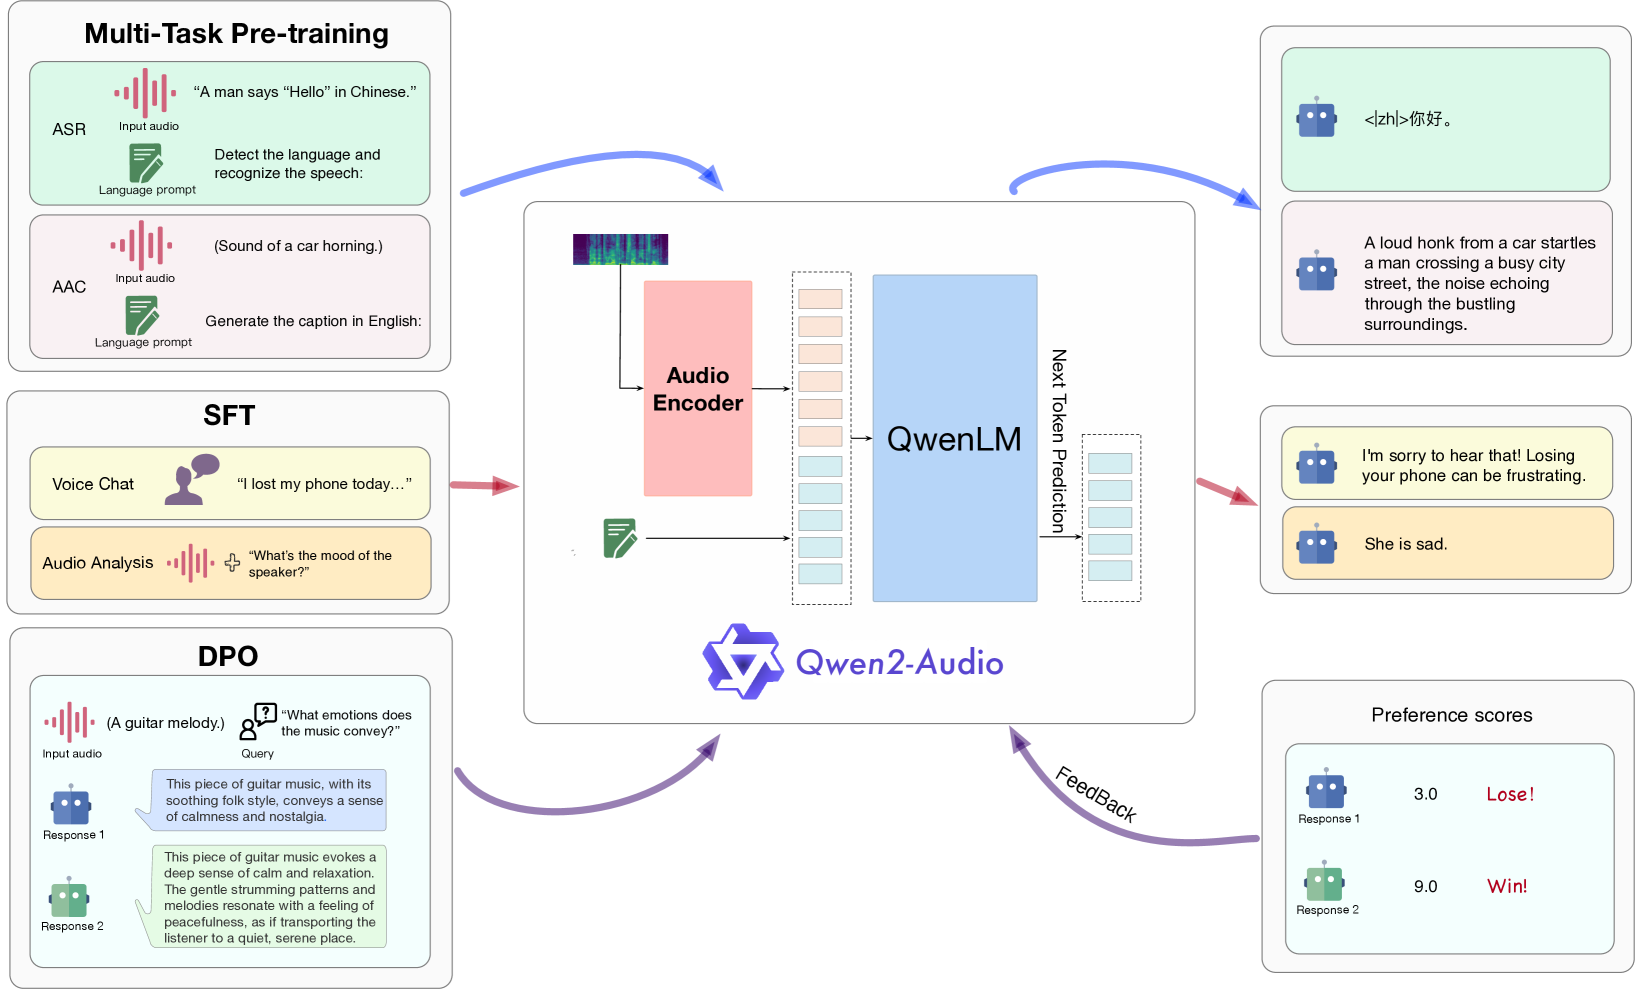 Multi-Task Pre-training
ASR
Input audio
“A man says “Hello” in Chinese.”
Language prompt
Detect the language and
recognize the speech:
AAC
Input audio
(Sound of a car horning.)
Language prompt
Generate the caption in English:
SFT
Voice Chat
“I lost my phone today...”
Audio Analysis
“What’s the mood of the
speaker?”
DPO
Input audio
(A guitar melody.)
Query
“What emotions does
the music convey?”
Response 1
This piece of guitar music, with its
soothing folk style, conveys a sense
of calmness and nostalgia.
Response 2
This piece of guitar music evokes a
deep sense of calm and relaxation.
The gentle strumming patterns and
melodies resonate with a feeling of
peacefulness, as if transporting the
listener to a quiet, serene place.
Audio
Encoder
QwenLM
Next Token Prediction
Qwen2-Audio
<|zh|>你好。
A loud honk from a car startles
a man crossing a busy city
street, the noise echoing
through the bustling
surroundings.
I'm sorry to hear that! Losing
your phone can be frustrating.
She is sad.
FeedBack
Preference scores
Response 1
3.0
Lose!
Response 2
9.0
Win!